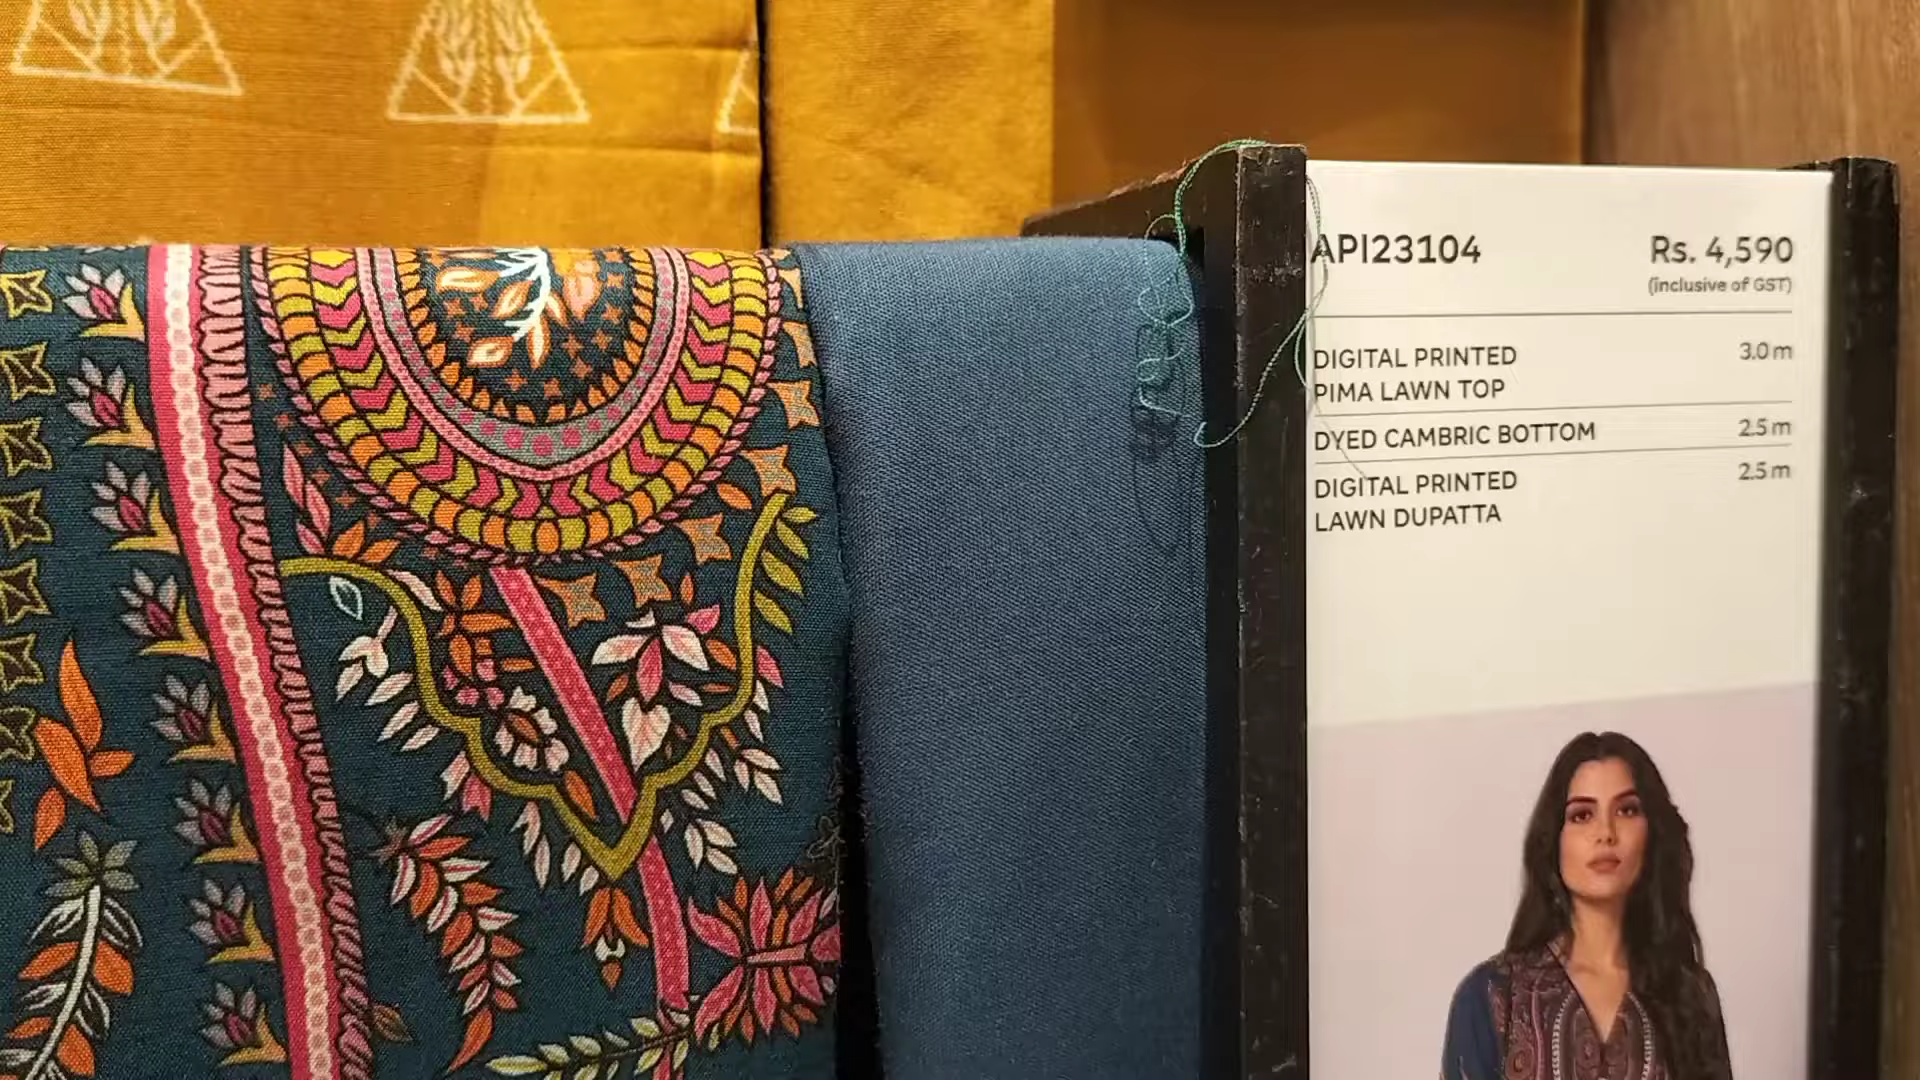 API23104 Rs. 4,590
(inclusive of GST)
DIGITAL PRINTED 3.0 m
PIMA LAWN TOP
DYED CAMBRIC BOTTOM 2.5 m
DIGITAL PRINTED 2.5 m
LAWN DUPATTA